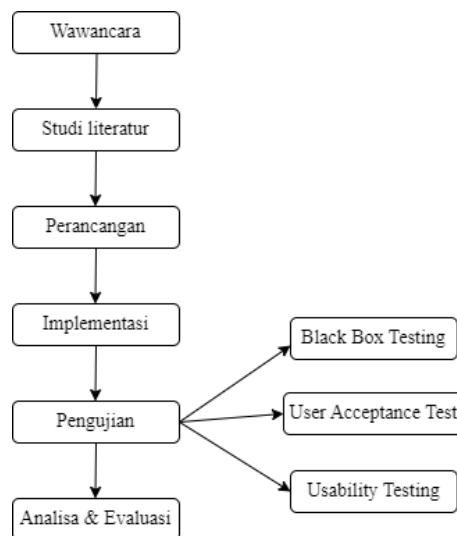 Wawancara
Studi literatur
Perancangan
Implementasi
Pengujian
Black Box Testing
User Acceptance Test
Usability Testing
Analisa & Evaluasi